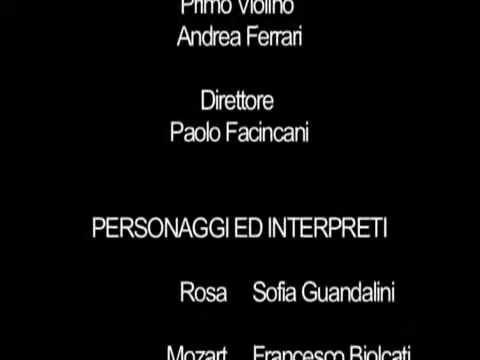 Primo Violino
Andrea Ferrari
Direttore
Paolo Facincani
PERSONAGGI ED INTERPRETI
Rosa Sofia Guandalini
Mozart Francesco Biolcati